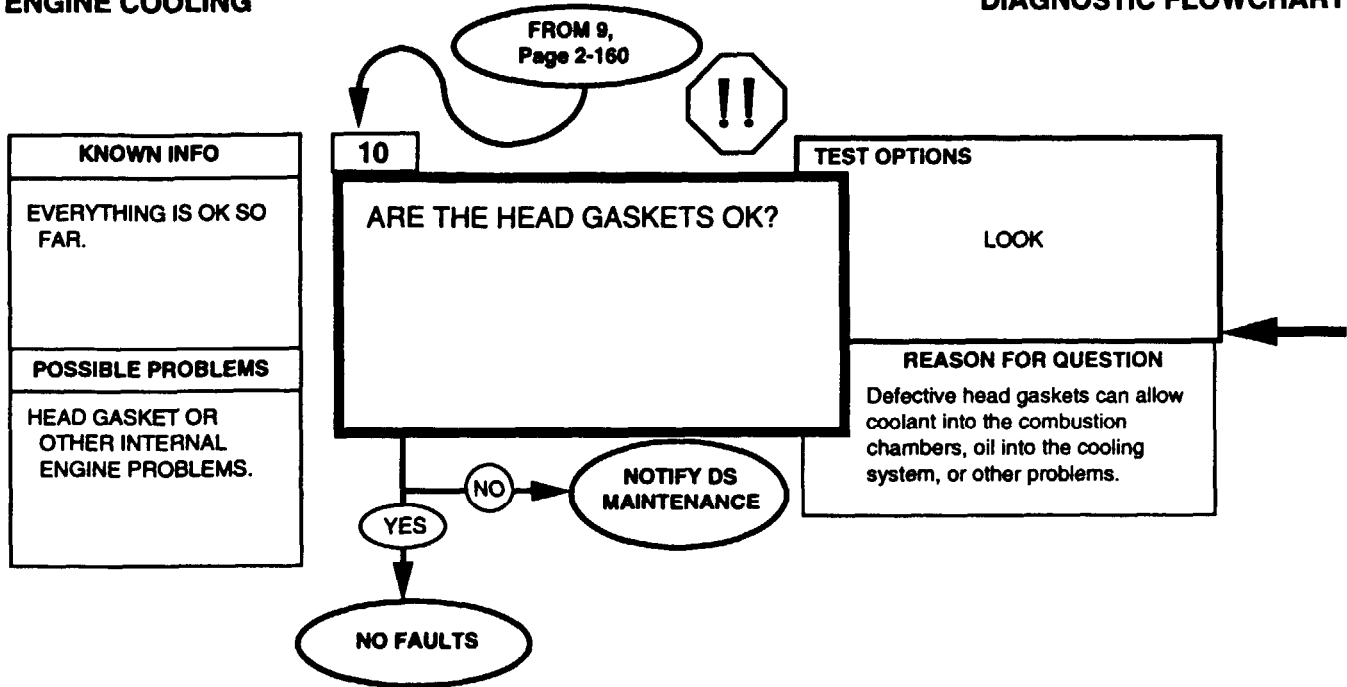 ENGINE COOLING
DIAGNOSTIC FLOWCHART
FROM 9,
Page 2-160
!!
KNOWN INFO
EVERYTHING IS OK SO
FAR.
POSSIBLE PROBLEMS
HEAD GASKET OR
OTHER INTERNAL
ENGINE PROBLEMS.
10
ARE THE HEAD GASKETS OK?
TEST OPTIONS
LOOK
REASON FOR QUESTION
Defective head gaskets can allow
coolant into the combustion
chambers, oil into the cooling
system, or other problems.
NO
NOTIFY DS
MAINTENANCE
YES
NO FAULTS